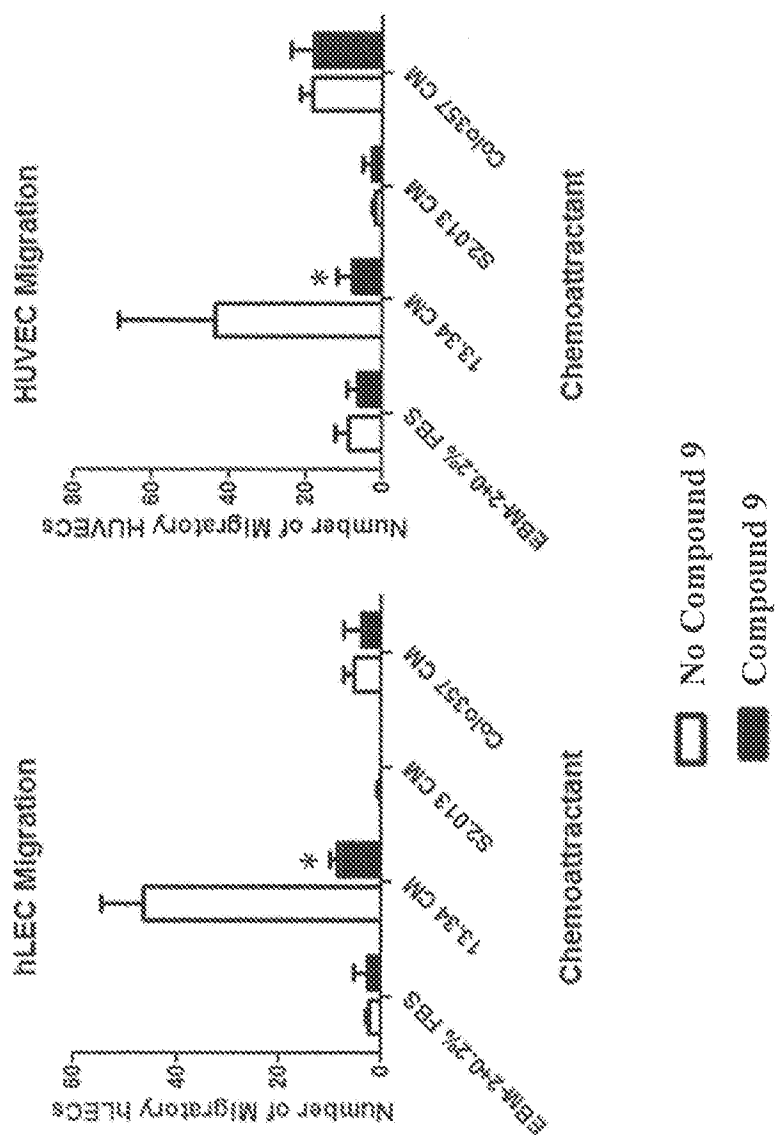 hLEC Migration
Number of Migratory hLECs
60
40
20
0
*
EBM-2+0.2% FBS
13.34 CM
S2.013 CM
Colo357 CM
Chemoattractant
HUVEC Migration
Number of Migratory HUVECs
80
60
40
20
0
*
EBM-2+0.2% FBS
13.34 CM
S2.013 CM
Colo357 CM
Chemoattractant
No Compound 9
Compound 9